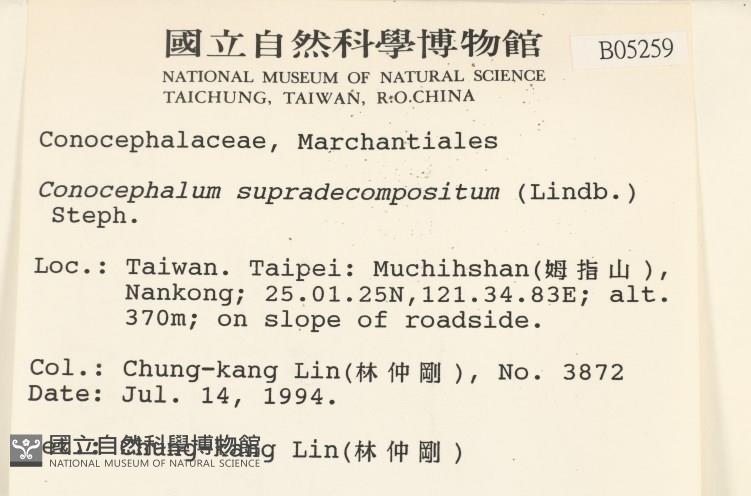 國立自然科學博物館
NATIONAL MUSEUM OF NATURAL SCIENCE
TAICHUNG, TAIWAN, R.O.CHINA
B05259
Conocephalaceae, Marchantiales
Conocephalum supradecompositum (Lindb.)
Steph.
Loc.: Taiwan. Taipei: Muchihshan(姆指山),
Nankong; 25.01.25N,121.34.83E; alt.
370m; on slope of roadside.
Col.: Chung-kang Lin(林仲剛), No. 3872
Date: Jul. 14, 1994.
Chung-kang Lin(林仲剛)
國立自然科學博物館
NATIONAL MUSEUM OF NATURAL SCIENCE